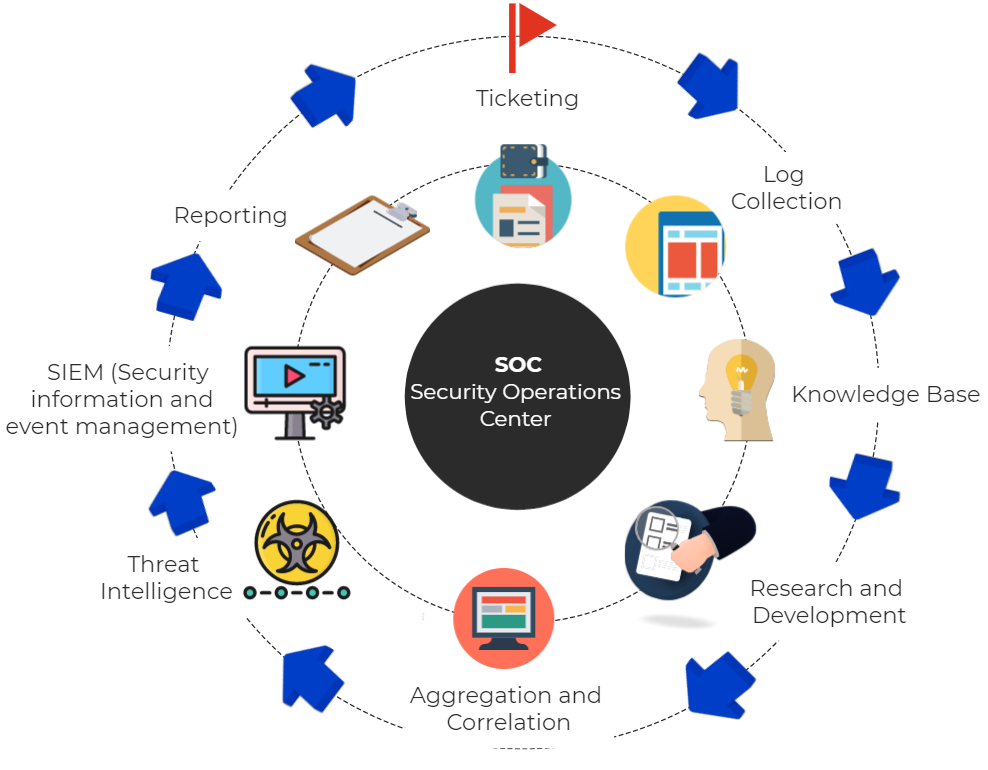 Ticketing
Log
Collection
Knowledge Base
Research and
Development
Aggregation and
Correlation
Threat
Intelligence
SIEM (Security
information and
event management)
Reporting
SOC
Security Operations
Center